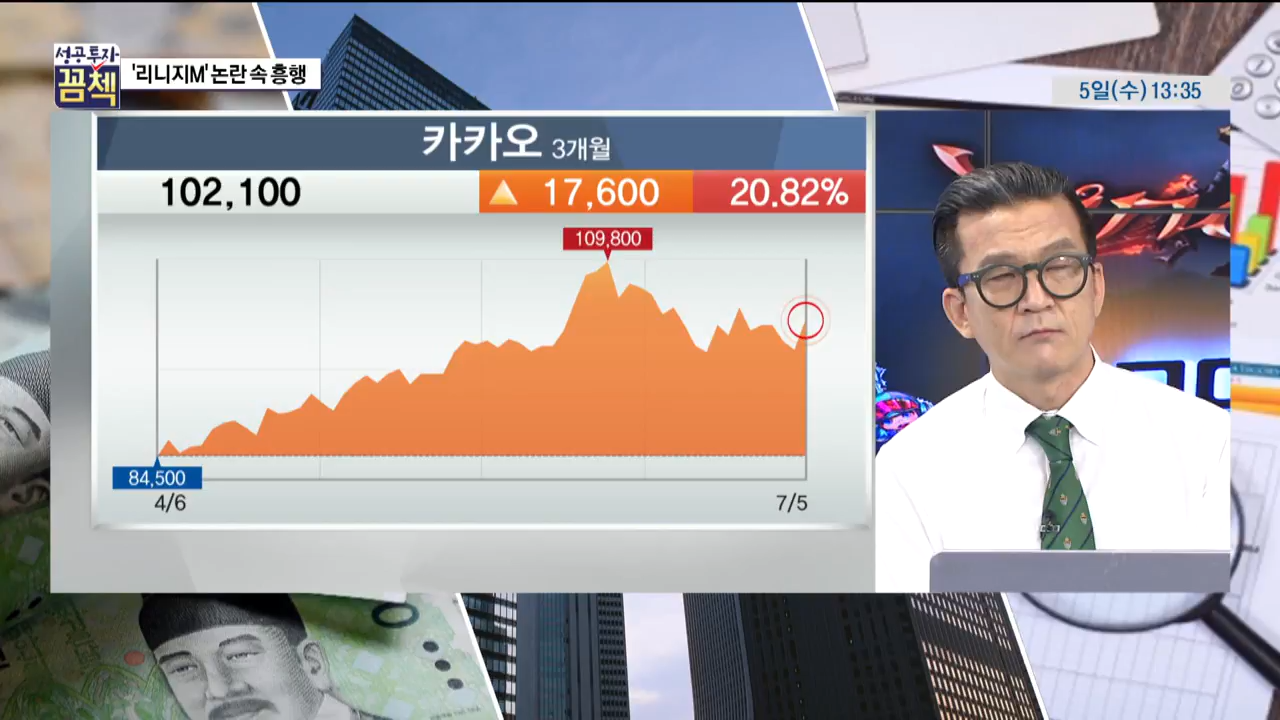 성공투자
꼼첵
'리니지M' 논란 속 흥행
5일(수) 13:35
카카오 3개월
102,100 ▲ 17,600 20.82%
109,800
84,500
4/6 7/5